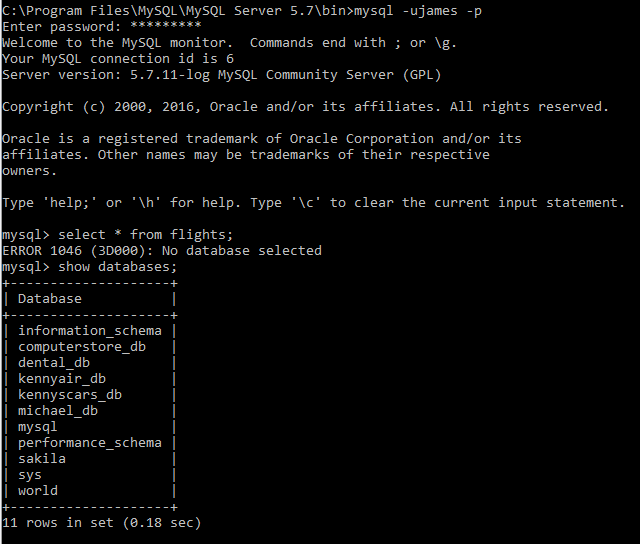 C:\Program Files\MySQL\MySQL Server 5.7\bin>mysql -ujames -p
Enter password: *********
Welcome to the MySQL monitor.  Commands end with ; or \g.
Your MySQL connection id is 6
Server version: 5.7.11-log MySQL Community Server (GPL)

Copyright (c) 2000, 2016, Oracle and/or its affiliates. All rights reserved.

Oracle is a registered trademark of Oracle Corporation and/or its
affiliates. Other names may be trademarks of their respective
owners.

Type 'help;' or '\h' for help. Type '\c' to clear the current input statement.

mysql> select * from flights;
ERROR 1046 (3D000): No database selected
mysql> show databases;
+--------------------+
| Database           |
+--------------------+
| information_schema |
| computerstore_db   |
| dental_db          |
| kennyair_db        |
| kennyscars_db      |
| michael_db         |
| mysql              |
| performance_schema |
| sakila             |
| sys                |
| world              |
+--------------------+
11 rows in set (0.18 sec)